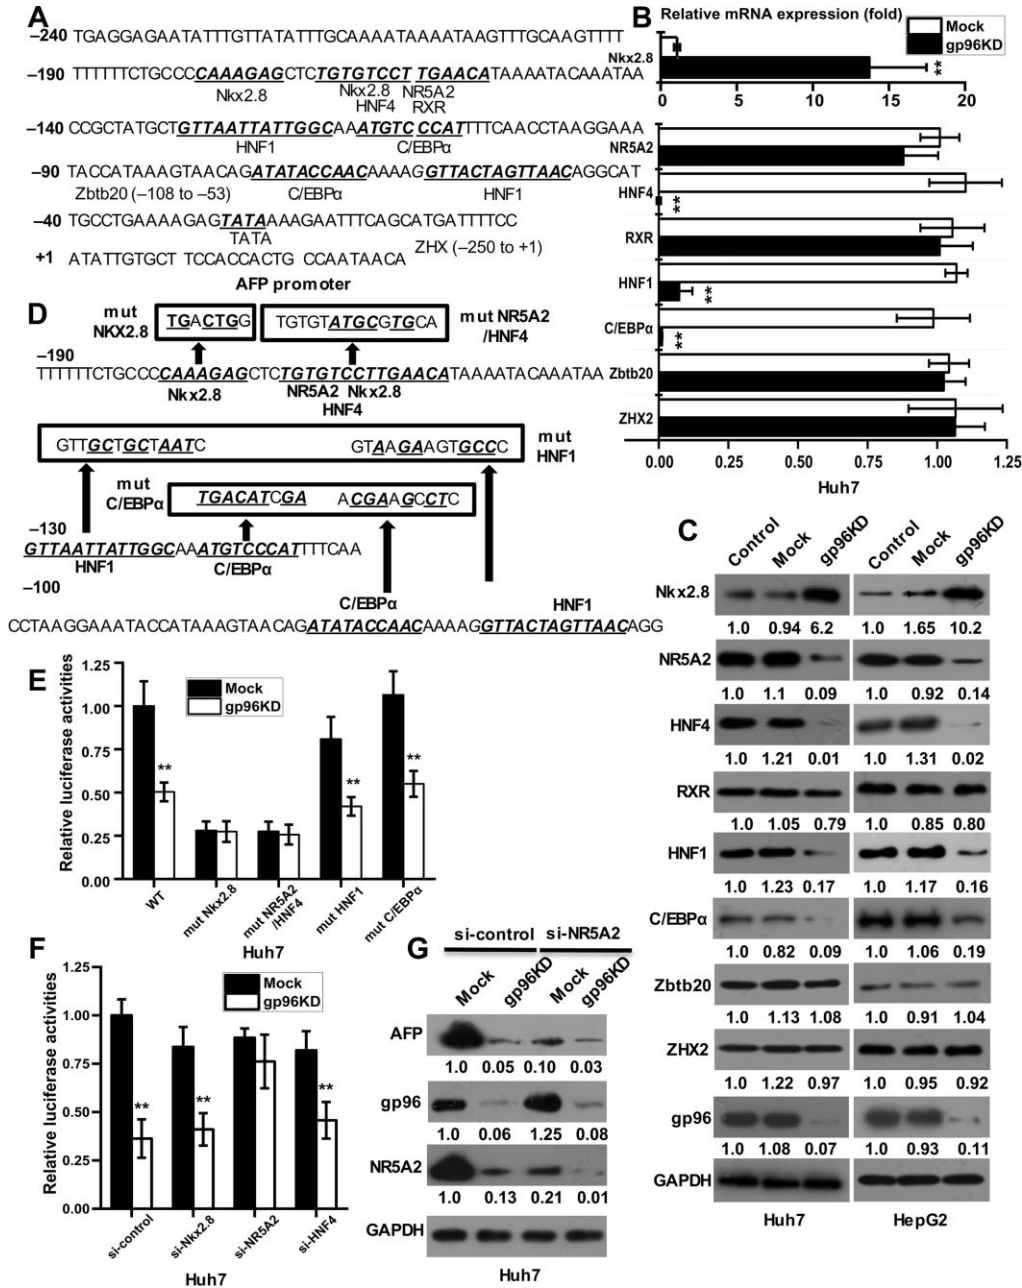 A
–240 TGAGGAGAATATTTGTTATATTTGCAAAATAAAATAAGTTTGCAAGTTTT
–190 TTTTTTCTGCCCCAAAGAGCTCTGTGTCCT TGAACATAAAATACAAATAA
Nkx2.8 Nkx2.8 NR5A2
HNF4 RXR
–140 CCGCTATGCTGTTAATTATTGGCAAATGTCCCCATTTTCAACCTAAGGAAA
HNF1 C/EBPα
–90 TACCATAAAGTAACAGATATACCAACAAAAGGTTACTAGTTAACAGGCAT
Zbtb20 (–108 to –53) C/EBPα HNF1
–40 TGCCTGAAAAGAGTATAAAAGAATTTCAGCATGATTTTCC
TATA ZHX (–250 to +1)
+1 ATATTGTGCT TCCACCACTG CCAATAACA
AFP promoter
B
Relative mRNA expression (fold)
Mock
gp96KD
Nkx2.8
**
0 5 10 15 20
NR5A2
HNF4
**
RXR
HNF1
**
C/EBPα
**
Zbtb20
ZHX2
0.00 0.25 0.50 0.75 1.00 1.25
Huh7
D
mut NKX2.8
TGACTGG
TGTGTATGCGTGCA
mut NR5A2
/HNF4
–190
TTTTTTCTGCCCCAAAGAGCTCTGTGTCCTTGAACATAAAATACAAATAA
Nkx2.8 NR5A2 Nkx2.8
HNF4
GTTGCTGCTAATC GTAAGAAGTGCCC
mut HNF1
mut C/EBPα
TGACATCGA ACGAAGCCTC
–130
GTTAATTATTGGCAAATGTCCCATTTTCAA
HNF1 C/EBPα
–100
C/EBPα HNF1
CCTAAGGAAATACCATAAAGTAACAGATATACCAACAAAAGGTTACTAGTTAACAGG
C
Control Mock gp96KD Control Mock gp96KD
Nkx2.8
1.0 0.94 6.2 1.0 1.65 10.2
NR5A2
1.0 1.1 0.09 1.0 0.92 0.14
HNF4
1.0 1.21 0.01 1.0 1.31 0.02
RXR
1.0 1.05 0.79 1.0 0.85 0.80
HNF1
1.0 1.23 0.17 1.0 1.17 0.16
C/EBPα
1.0 0.82 0.09 1.0 1.06 0.19
Zbtb20
1.0 1.13 1.08 1.0 0.91 1.04
ZHX2
1.0 1.22 0.97 1.0 0.95 0.92
gp96
1.0 1.08 0.07 1.0 0.93 0.11
GAPDH
Huh7 HepG2
E
Relative luciferase activities
1.25
1.00
0.75
0.50
0.25
0.00
Mock
gp96KD
** ** **
WT mut Nkx2.8 mut NR5A2 /HNF4 mut HNF1 mut C/EBPα
Huh7
F
Relative luciferase activities
1.25
1.00
0.75
0.50
0.25
0.00
Mock
gp96KD
** ** **
si-control si-Nkx2.8 si-NR5A2 si-HNF4
Huh7
G
si-control si-NR5A2
Mock gp96KD Mock gp96KD
AFP
1.0 0.05 0.10 0.03
gp96
1.0 0.06 1.25 0.08
NR5A2
1.0 0.13 0.21 0.01
GAPDH
Huh7